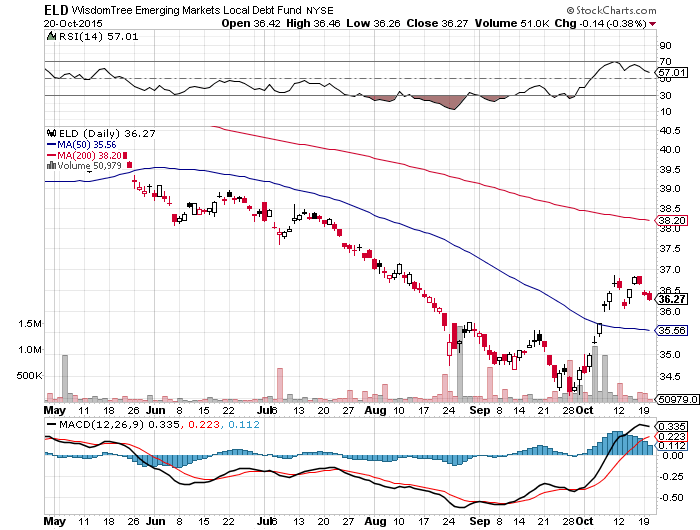 ELD WisdomTree Emerging Markets Local Debt Fund NYSE © StockCharts.com
20-Oct-2015 Open 36.42 High 36.46 Low 36.26 Close 36.27 Volume 51.0K Chg -0.14 (-0.38%)
RSI(14) 57.01
90
70
57.01
50
30
10
ELD (Daily) 36.27
MA(50) 35.56
MA(200) 38.20
Volume 50,979
40.5
40.0
39.5
39.0
38.5
38.20
38.0
37.5
37.0
36.5
36.27
36.0
35.56
35.0
34.5
50979.0
1.5M
1.0M
500K
May 11 18 26 Jun 8 15 22 Jul 6 13 20 27 Aug 10 17 24 Sep 8 14 21 28 Oct 12 19
MACD(12,26,9) 0.335, 0.223, 0.112
0.335
0.223
0.112
0.00
-0.25
-0.50
May 11 18 26 Jun 8 15 22 Jul 6 13 20 27 Aug 10 17 24 Sep 8 14 21 28 Oct 12 19